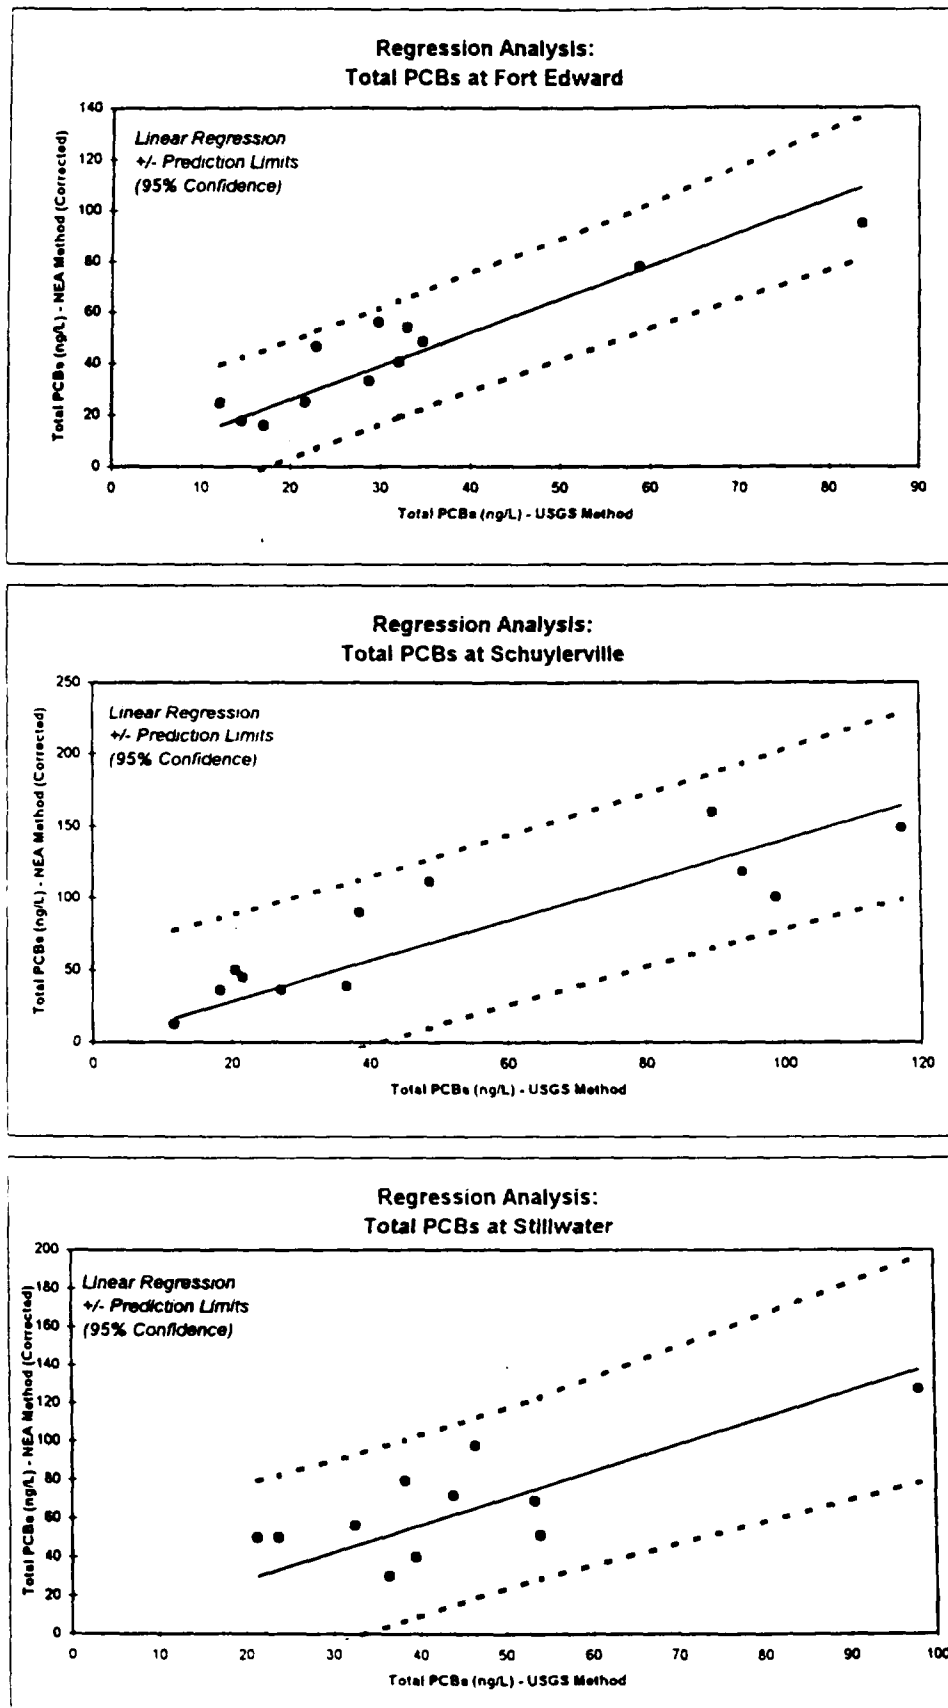 Regression Analysis:
Total PCBs at Fort Edward
Total PCBs (ng/L) - NEA Method (Corrected)
140
120
100
80
60
40
20
0
Linear Regression
+/- Prediction Limits
(95% Confidence)
0 10 20 30 40 50 60 70 80 90
Total PCBs (ng/L) - USGS Method
Regression Analysis:
Total PCBs at Schuylerville
Total PCBs (ng/L) - NEA Method (Corrected)
250
200
150
100
50
0
Linear Regression
+/- Prediction Limits
(95% Confidence)
0 20 40 60 80 100 120
Total PCBs (ng/L) - USGS Method
Regression Analysis:
Total PCBs at Stillwater
Total PCBs (ng/L) - NEA Method (Corrected)
200
180
160
140
120
100
80
60
40
20
0
Linear Regression
+/- Prediction Limits
(95% Confidence)
0 10 20 30 40 50 60 70 80 90 100
Total PCBs (ng/L) - USGS Method